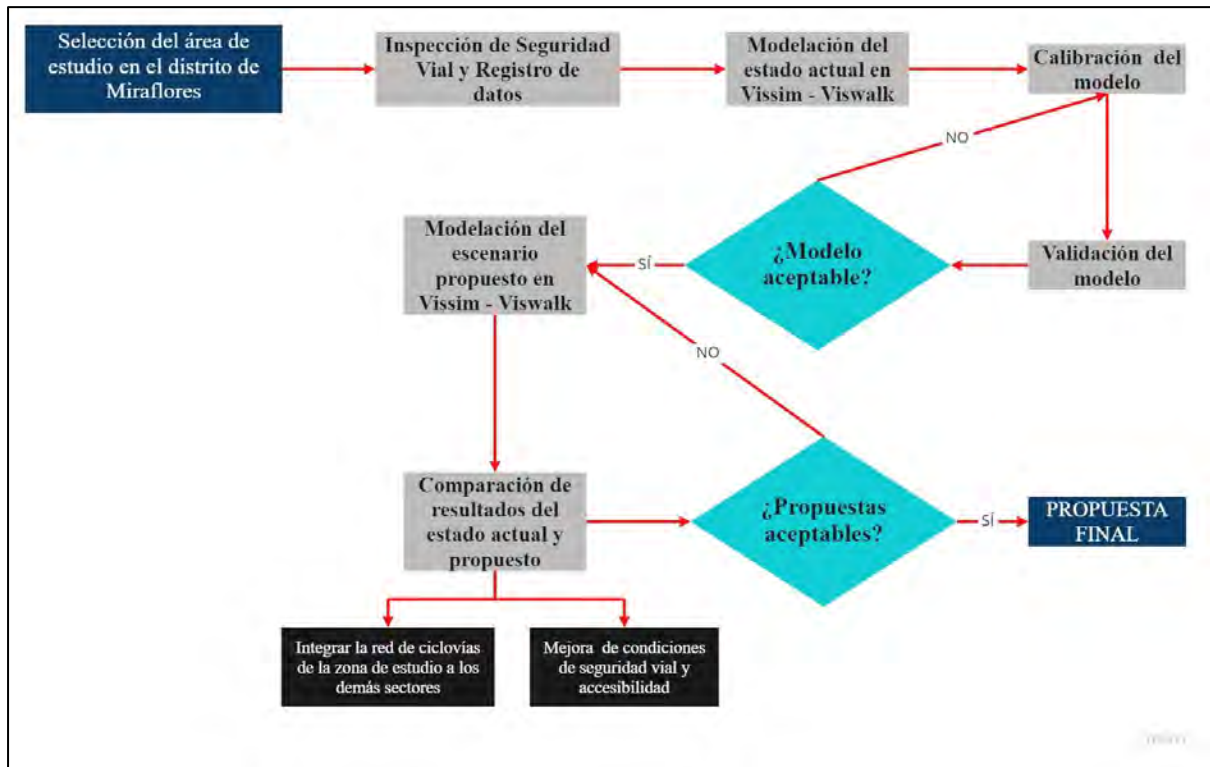 Selección del área de
estudio en el distrito de
Miraflores
Inspección de Seguridad
Vial y Registro de
datos
Modelación del
estado actual en
Vissim - Viswalk
Calibración del
modelo
NO
¿Modelo
aceptable?
Validación del
modelo
SÍ
Modelación del
escenario
propuesto en
Vissim - Viswalk
NO
Comparación de
resultados del
estado actual y
propuesto
¿Propuestas
aceptables?
SÍ
PROPUESTA
FINAL
Integrar la red de ciclovías
de la zona de estudio a los
demás sectores
Mejora de condiciones
de seguridad vial y
accesibilidad